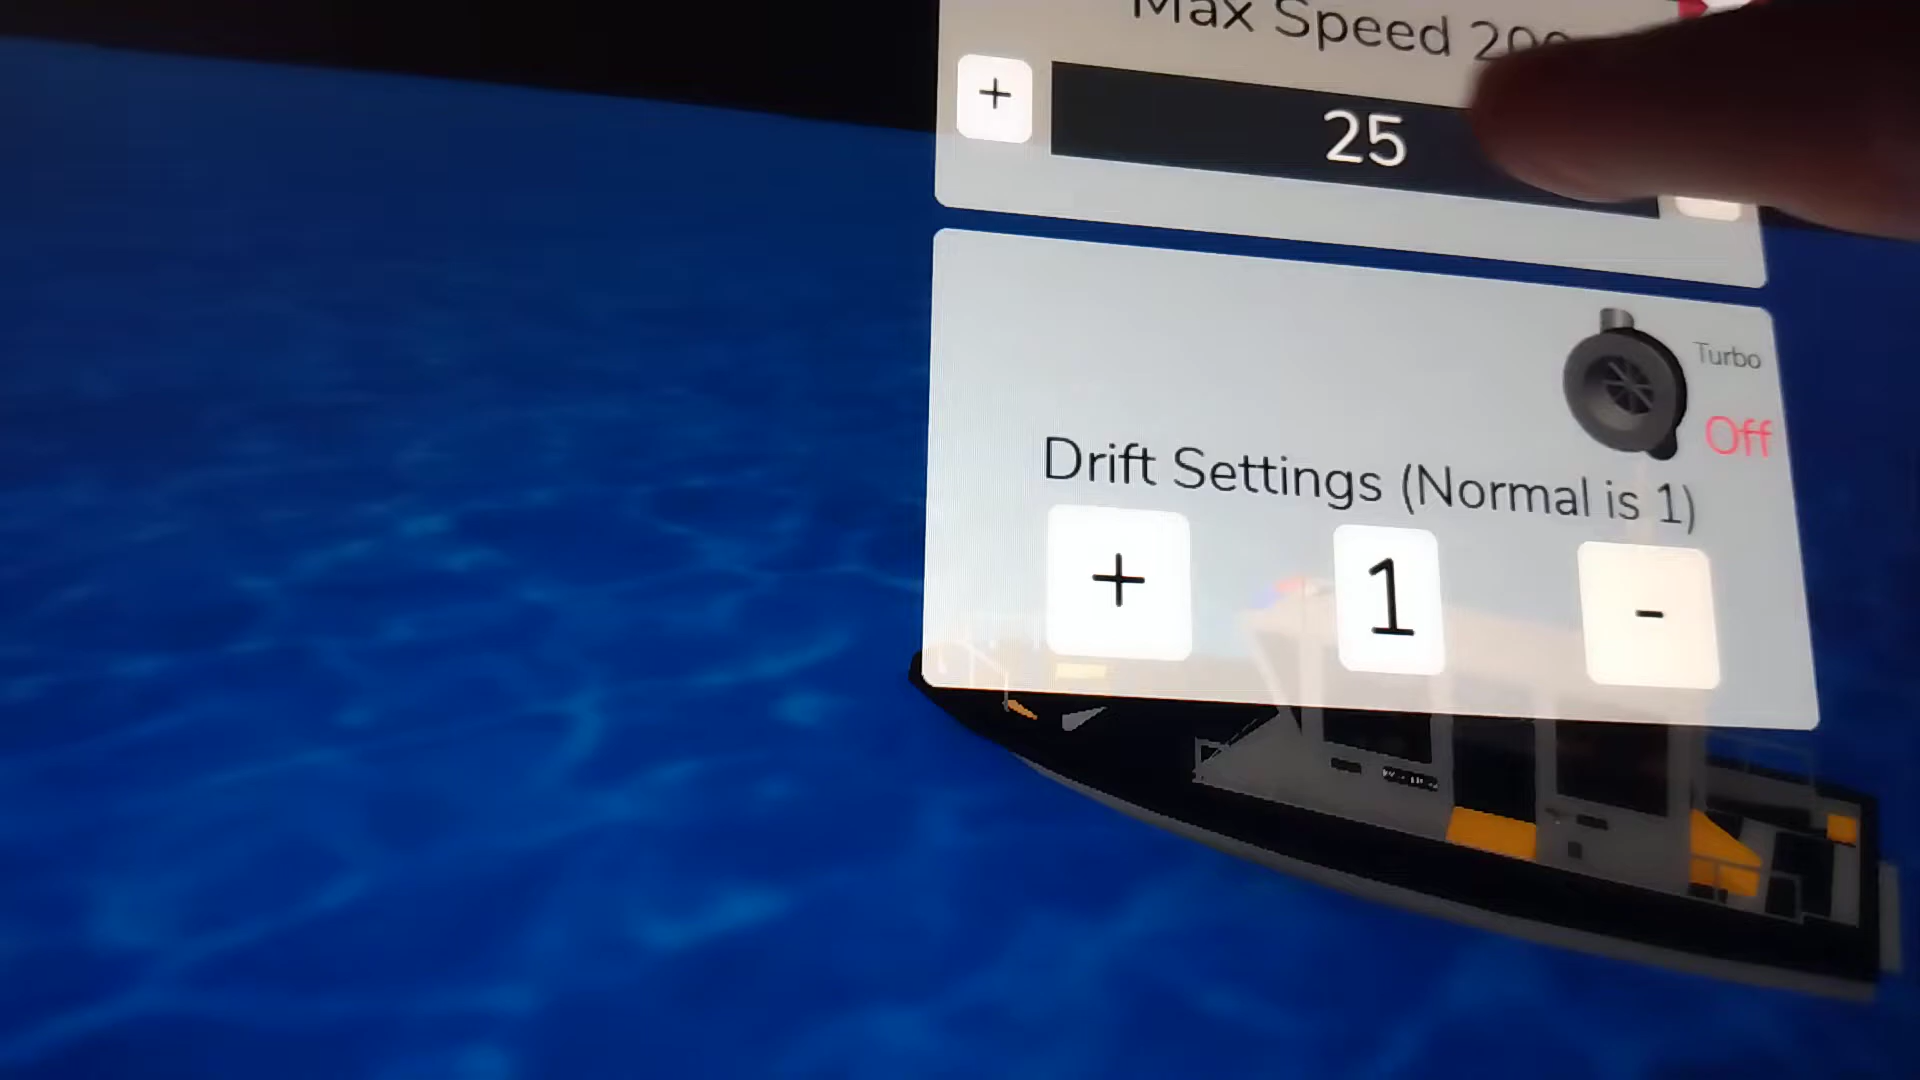 Max Speed
+
25
Turbo
Off
Drift Settings (Normal is 1)
+ 1 -